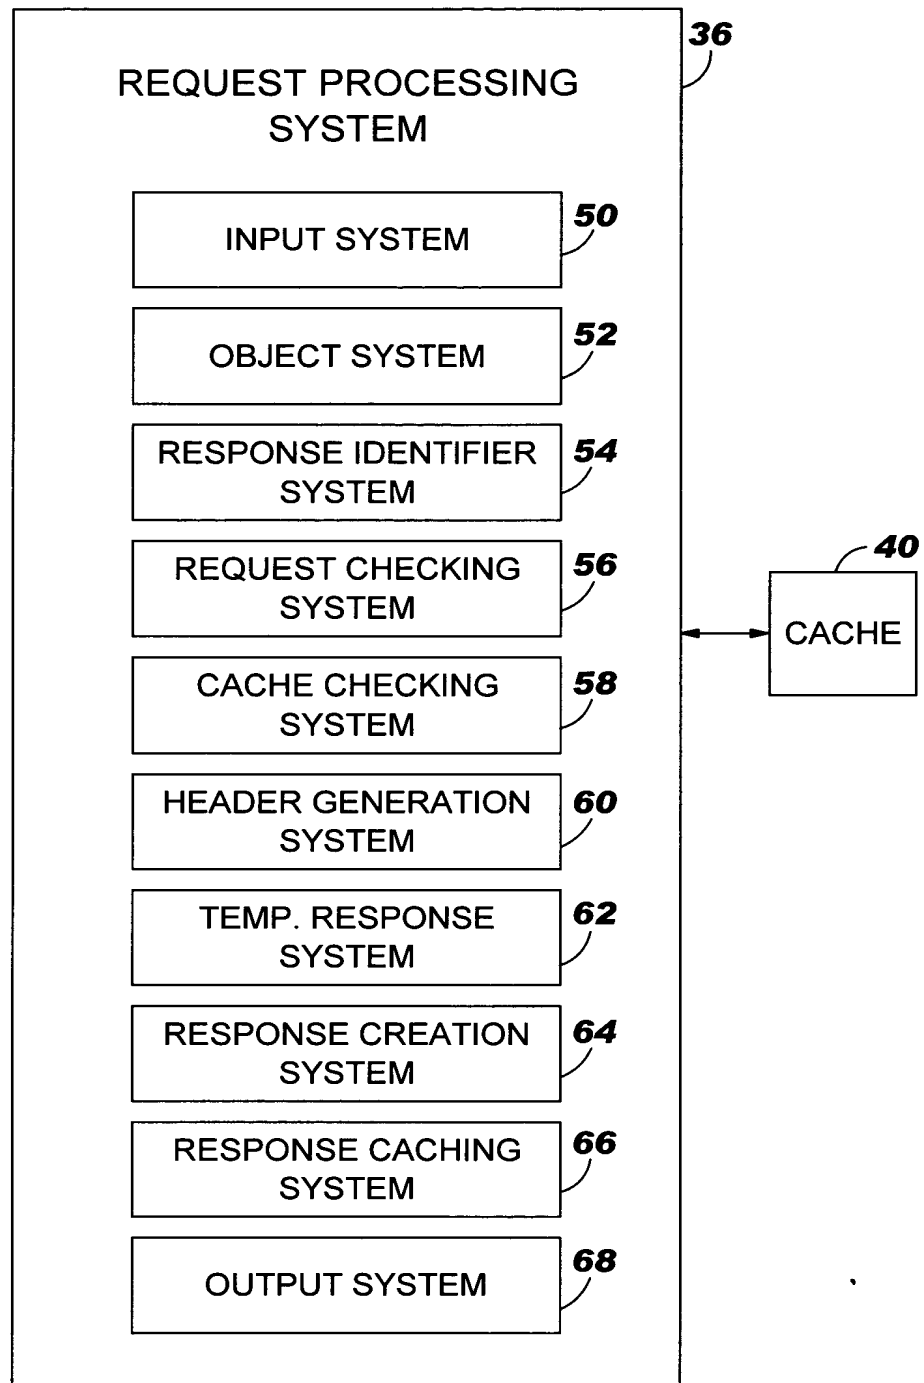 36
REQUEST PROCESSING
SYSTEM
INPUT SYSTEM
50
OBJECT SYSTEM
52
RESPONSE IDENTIFIER
SYSTEM
54
REQUEST CHECKING
SYSTEM
56
40
CACHE
CACHE CHECKING
SYSTEM
58
HEADER GENERATION
SYSTEM
60
TEMP. RESPONSE
SYSTEM
62
RESPONSE CREATION
SYSTEM
64
RESPONSE CACHING
SYSTEM
66
OUTPUT SYSTEM
68